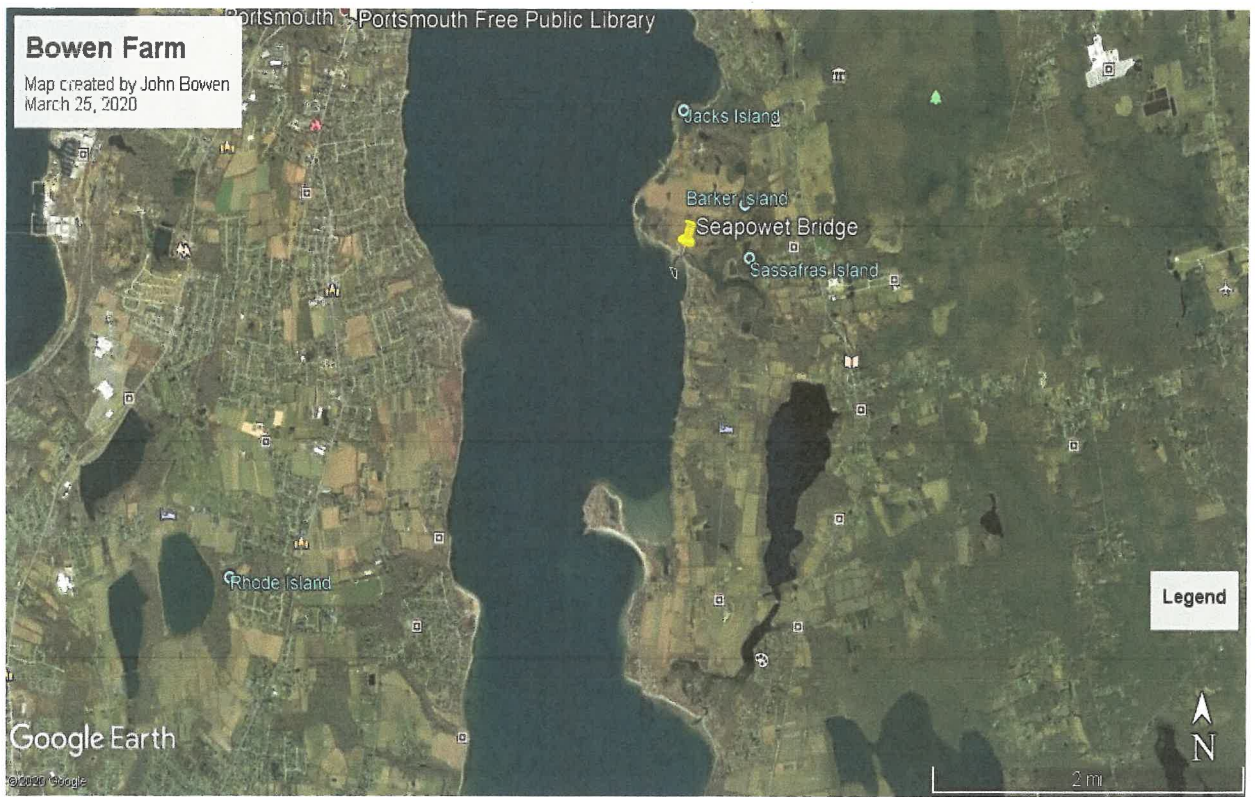 Portsmouth
Portsmouth Free Public Library
Bowen Farm
Map created by John Bowen
March 25, 2020
Jacks Island
Barker Island
Seapowet Bridge
Sassafras Island
Rhode Island
Legend
Google Earth
©2020 Google
N
2 mi